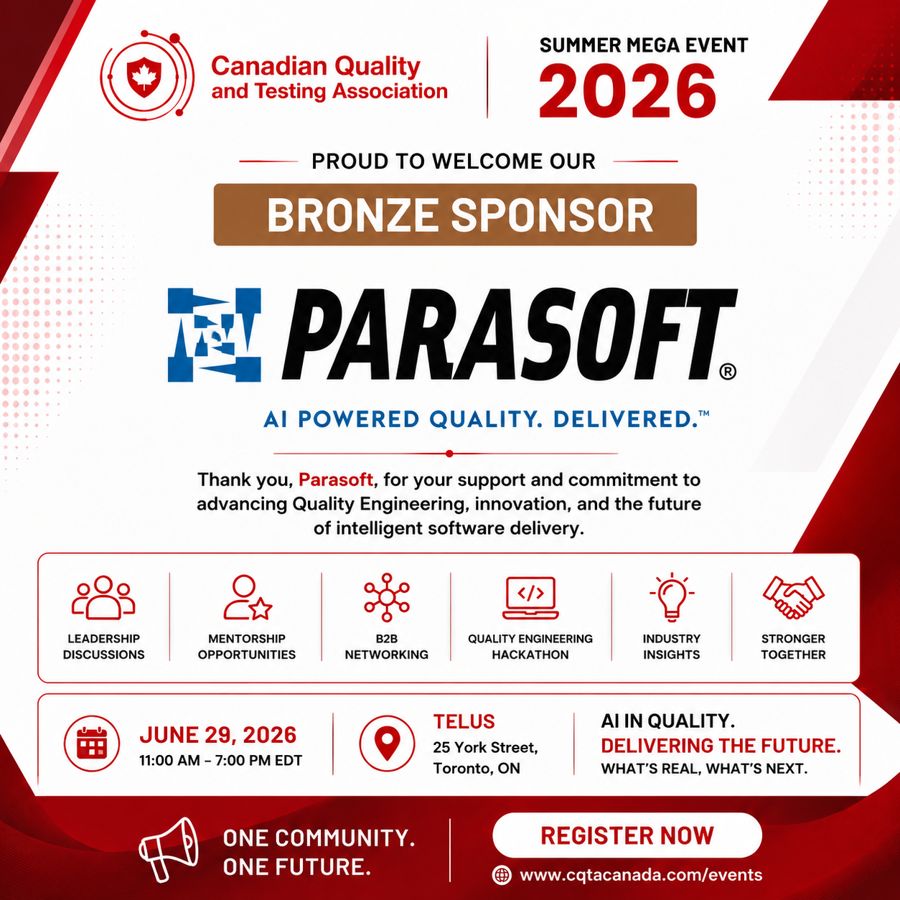 Canadian Quality
and Testing Association
SUMMER MEGA EVENT
2026
PROUD TO WELCOME OUR
BRONZE SPONSOR
PARASOFT®
AI POWERED QUALITY. DELIVERED.™
Thank you, Parasoft, for your support and commitment to
advancing Quality Engineering, innovation, and the future
of intelligent software delivery.
LEADERSHIP
DISCUSSIONS
MENTORSHIP
OPPORTUNITIES
B2B
NETWORKING
</>
QUALITY ENGINEERING
HACKATHON
INDUSTRY
INSIGHTS
STRONGER
TOGETHER
JUNE 29, 2026
11:00 AM – 7:00 PM EDT
TELUS
25 York Street,
Toronto, ON
AI IN QUALITY.
DELIVERING THE FUTURE.
WHAT'S REAL, WHAT'S NEXT.
ONE COMMUNITY.
ONE FUTURE.
REGISTER NOW
www.cqtacanada.com/events